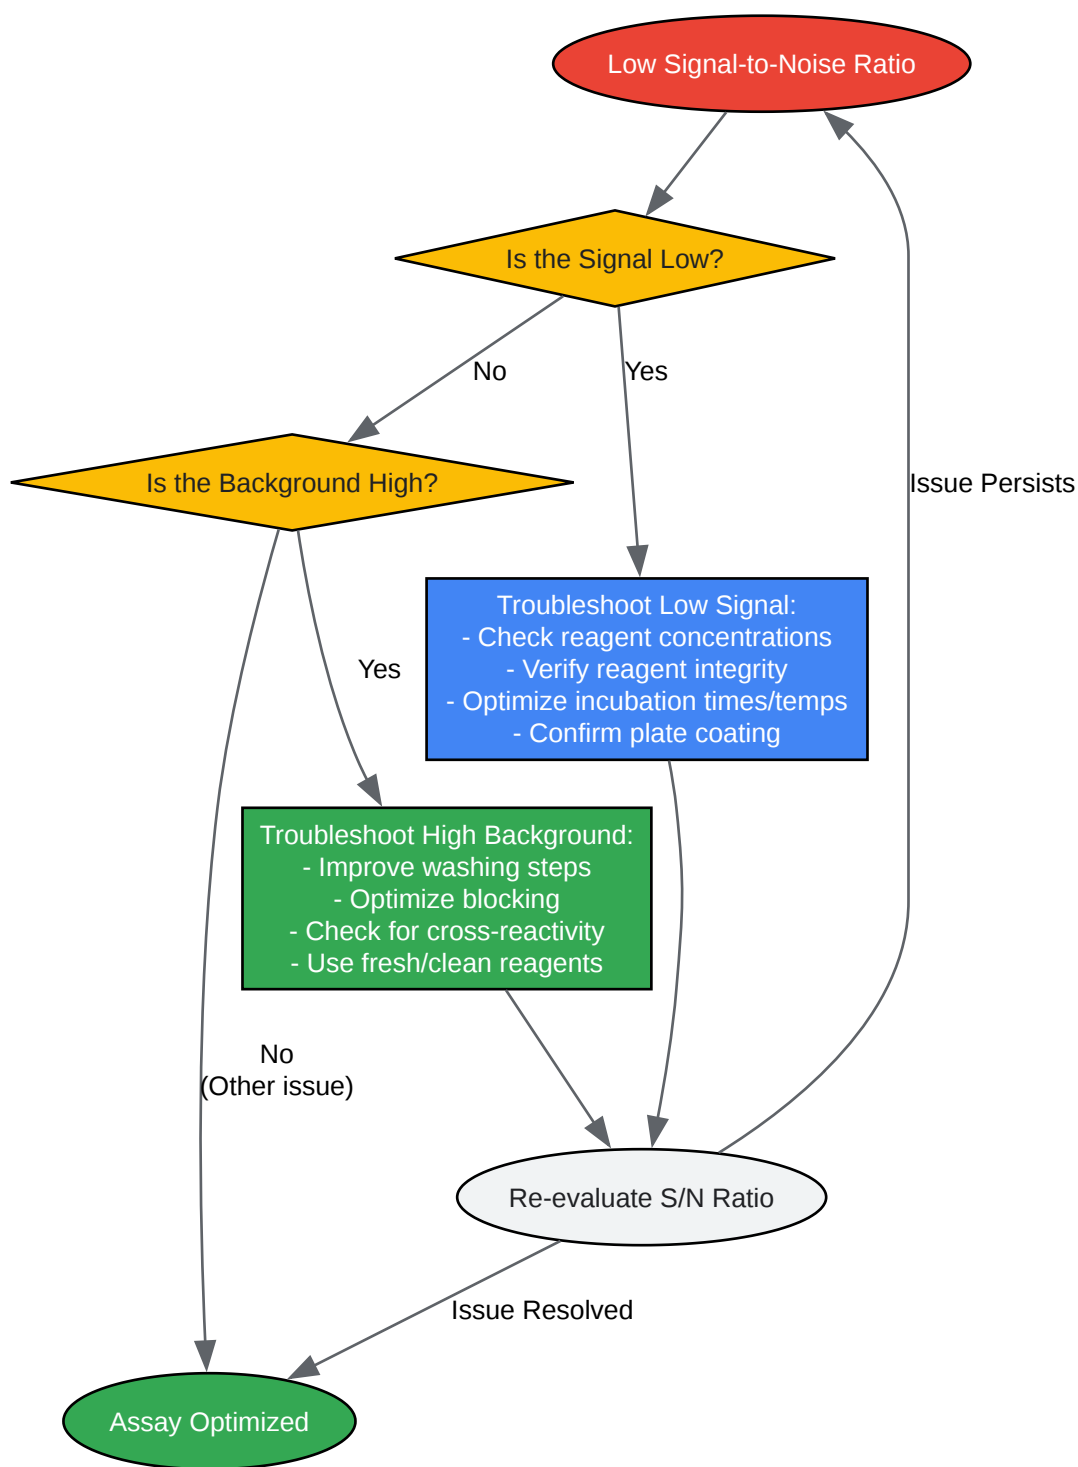 Low Signal-to-Noise Ratio
Is the Signal Low?
No
Yes
Is the Background High?
Issue Persists
Troubleshoot Low Signal:
- Check reagent concentrations
- Verify reagent integrity
- Optimize incubation times/temps
- Confirm plate coating
Yes
Troubleshoot High Background:
- Improve washing steps
- Optimize blocking
- Check for cross-reactivity
- Use fresh/clean reagents
No
(Other issue)
Re-evaluate S/N Ratio
Issue Resolved
Assay Optimized